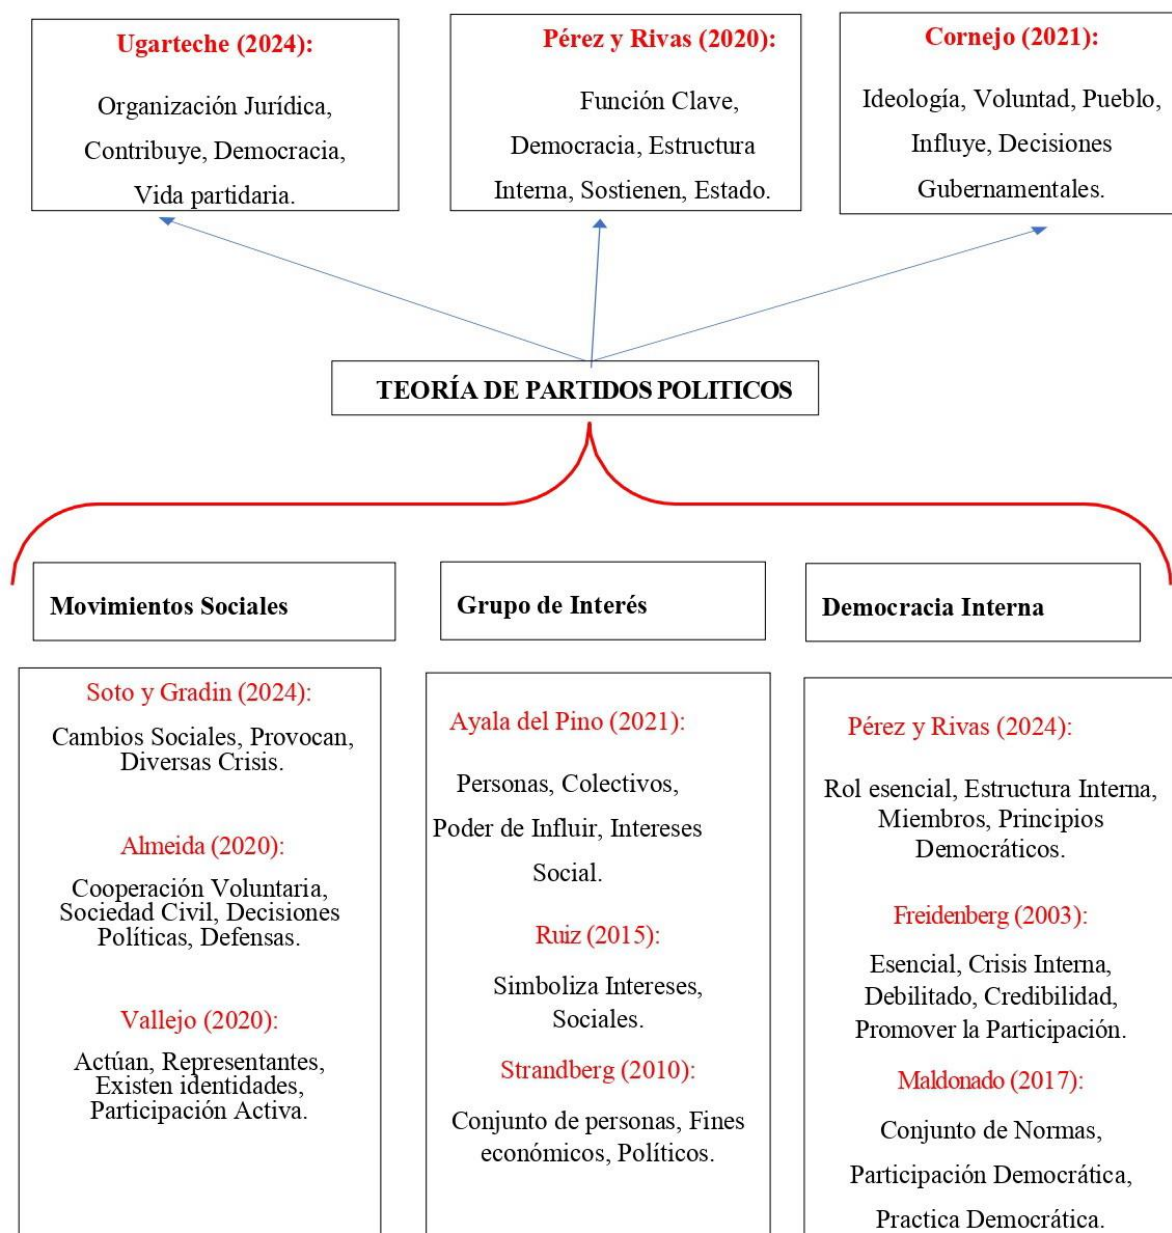 Ugarteche (2024):
Organización Jurídica,
Contribuye, Democracia,
Vida partidaria.
Pérez y Rivas (2020):
Función Clave,
Democracia, Estructura
Interna, Sostienen, Estado.
Cornejo (2021):
Ideología, Voluntad, Pueblo,
Influye, Decisiones
Gubernamentales.
TEORÍA DE PARTIDOS POLITICOS
Movimientos Sociales
Soto y Gradin (2024):
Cambios Sociales, Provocan,
Diversas Crisis.
Almeida (2020):
Cooperación Voluntaria,
Sociedad Civil, Decisiones
Políticas, Defensas.
Vallejo (2020):
Actúan, Representantes,
Existen identidades,
Participación Activa.
Grupo de Interés
Ayala del Pino (2021):
Personas, Colectivos,
Poder de Influir, Intereses
Social.
Ruiz (2015):
Simboliza Intereses,
Sociales.
Strandberg (2010):
Conjunto de personas, Fines
económicos, Políticos.
Democracia Interna
Pérez y Rivas (2024):
Rol esencial, Estructura Interna,
Miembros, Principios
Democráticos.
Freidenberg (2003):
Esencial, Crisis Interna,
Debilitado, Credibilidad,
Promover la Participación.
Maldonado (2017):
Conjunto de Normas,
Participación Democrática,
Practica Democrática.